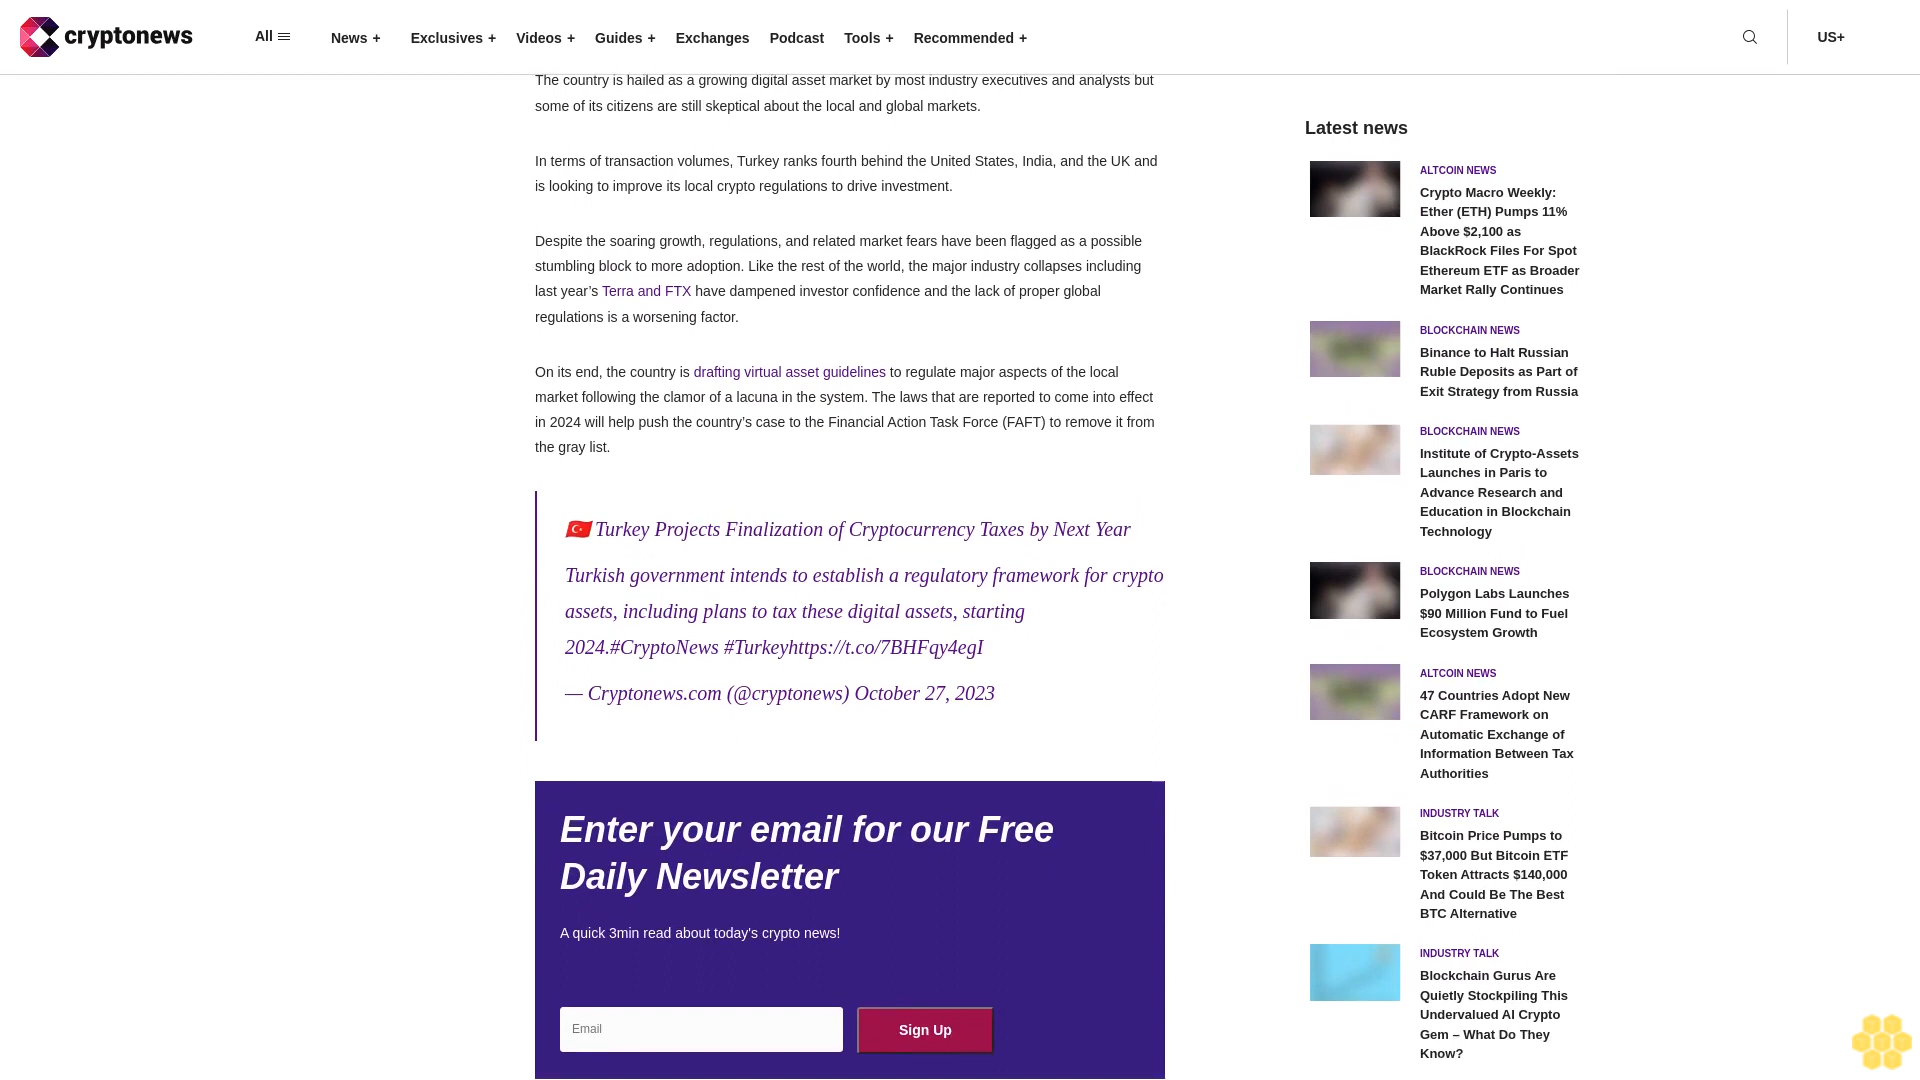 cryptonews
All
News +
Exclusives +
Videos +
Guides +
Exchanges
Podcast
Tools +
Recommended +
US+
The country is hailed as a growing digital asset market by most industry executives and analysts but
some of its citizens are still skeptical about the local and global markets.
In terms of transaction volumes, Turkey ranks fourth behind the United States, India, and the UK and
is looking to improve its local crypto regulations to drive investment.
Despite the soaring growth, regulations, and related market fears have been flagged as a possible
stumbling block to more adoption. Like the rest of the world, the major industry collapses including
last year’s Terra and FTX have dampened investor confidence and the lack of proper global
regulations is a worsening factor.
On its end, the country is drafting virtual asset guidelines to regulate major aspects of the local
market following the clamor of a lacuna in the system. The laws that are reported to come into effect
in 2024 will help push the country’s case to the Financial Action Task Force (FAFT) to remove it from
the gray list.
🇹🇷 Turkey Projects Finalization of Cryptocurrency Taxes by Next Year
Turkish government intends to establish a regulatory framework for crypto
assets, including plans to tax these digital assets, starting
2024.#CryptoNews #Turkeyhttps://t.co/7BHFqy4egI
— Cryptonews.com (@cryptonews) October 27, 2023
Enter your email for our Free
Daily Newsletter
A quick 3min read about today's crypto news!
Email
Sign Up
Latest news
ALTCOIN NEWS
Crypto Macro Weekly:
Ether (ETH) Pumps 11%
Above $2,100 as
BlackRock Files For Spot
Ethereum ETF as Broader
Market Rally Continues
BLOCKCHAIN NEWS
Binance to Halt Russian
Ruble Deposits as Part of
Exit Strategy from Russia
BLOCKCHAIN NEWS
Institute of Crypto-Assets
Launches in Paris to
Advance Research and
Education in Blockchain
Technology
BLOCKCHAIN NEWS
Polygon Labs Launches
$90 Million Fund to Fuel
Ecosystem Growth
ALTCOIN NEWS
47 Countries Adopt New
CARF Framework on
Automatic Exchange of
Information Between Tax
Authorities
INDUSTRY TALK
Bitcoin Price Pumps to
$37,000 But Bitcoin ETF
Token Attracts $140,000
And Could Be The Best
BTC Alternative
INDUSTRY TALK
Blockchain Gurus Are
Quietly Stockpiling This
Undervalued AI Crypto
Gem – What Do They
Know?